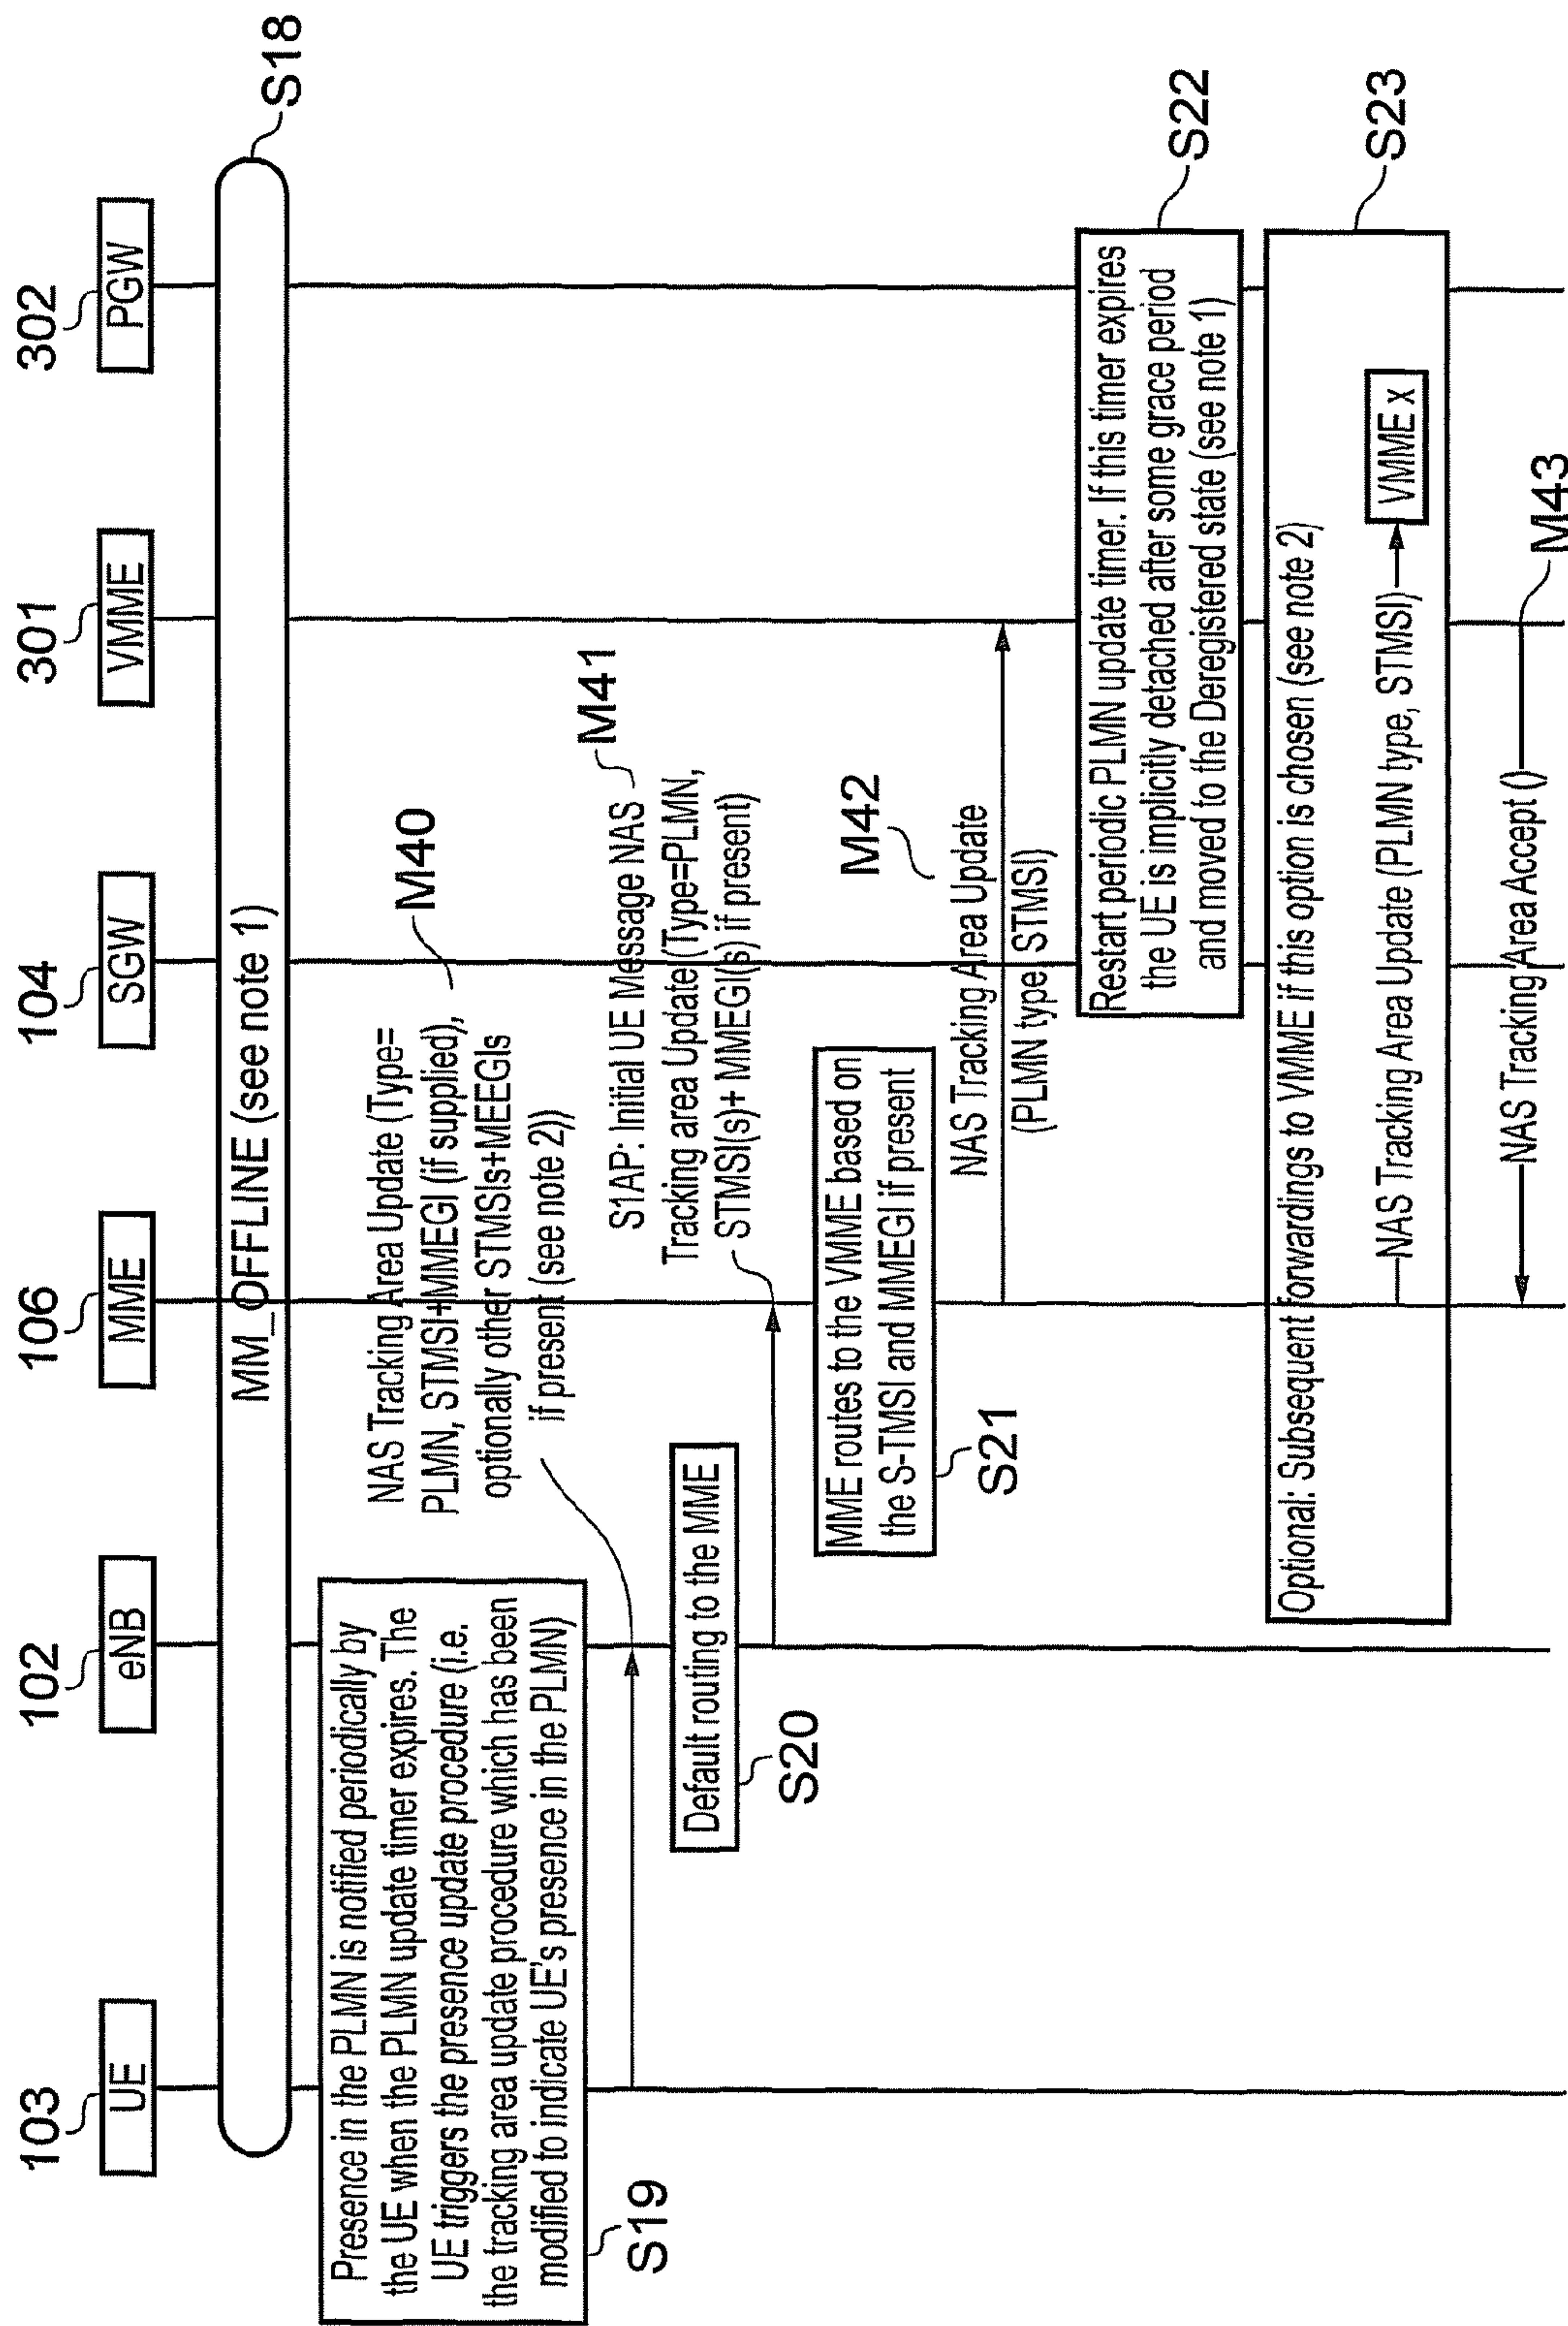 103
102
106
104
301
302
UE
eNB
MME
SGW
VMME
PGW
MM_OFFLINE (see note 1)
S18
Presence in the PLMN is notified periodically by
the UE when the PLMN update timer expires. The
UE triggers the presence update procedure (i.e.
the tracking area update procedure which has been
modified to indicate UE's presence in the PLMN)
S19
NAS Tracking Area Update (Type=
PLMN, STMSI+MMEGI (if supplied),
optionally other STMSIs+MEEGIs
if present (see note 2))
M40
Default routing to the MME
S20
S1AP: Initial UE Message NAS
Tracking area Update (Type=PLMN,
STMSI(s)+ MMEGI(s) if present)
M41
MME routes to the VMME based on
the S-TMSI and MMEGI if present
S21
NAS Tracking Area Update
(PLMN type, STMSI)
M42
Restart periodic PLMN update timer. If this timer expires
the UE is implicitly detached after some grace period
and moved to the Deregistered state (see note 1)
S22
Optional: Subsequent forwardings to VMME if this option is chosen (see note 2)
NAS Tracking Area Update (PLMN type, STMSI)
VMME x
S23
NAS Tracking Area Accept ()
M43